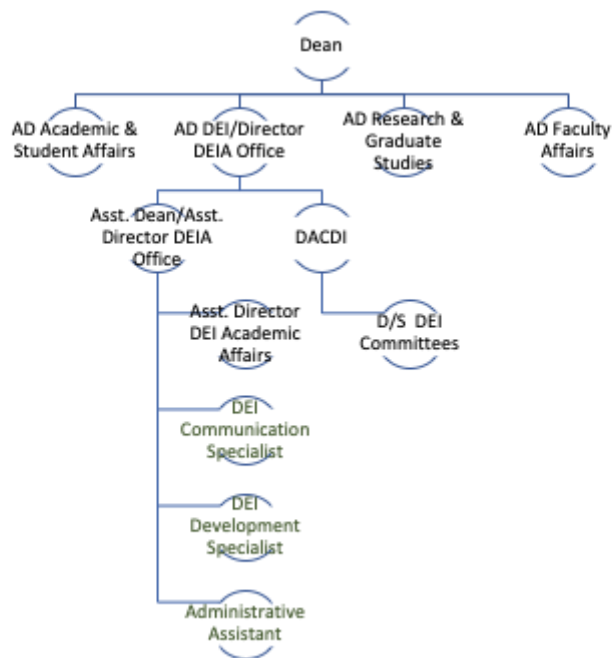 Dean
AD Academic &
Student Affairs
AD DEI/Director
DEIA Office
AD Research &
Graduate
Studies
AD Faculty
Affairs
Asst. Dean/Asst.
Director DEIA
Office
DACDI
Asst. Director
DEI Academic
Affairs
D/S DEI
Committees
DEI
Communication
Specialist
DEI
Development
Specialist
Administrative
Assistant